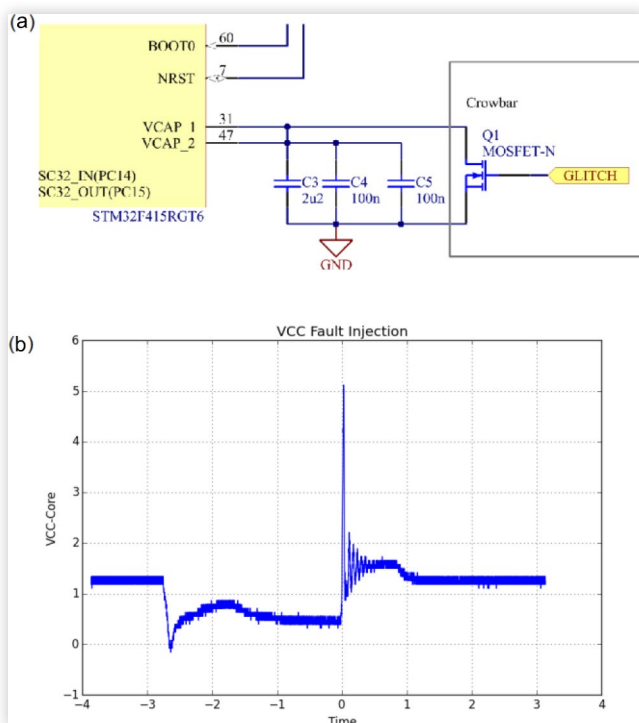 (a)
BOOT0 60
NRST 7
VCAP_1 31
VCAP_2 47
SC32_IN(PC14)
SC32_OUT(PC15)
STM32F415RGT6
C3
2u2
C4
100n
C5
100n
GND
Crowbar
Q1
MOSFET-N
GLITCH
(b)
VCC Fault Injection
VCC-Core
6
5
4
3
2
1
0
−1
−4 −3 −2 −1 0 1 2 3 4
Time